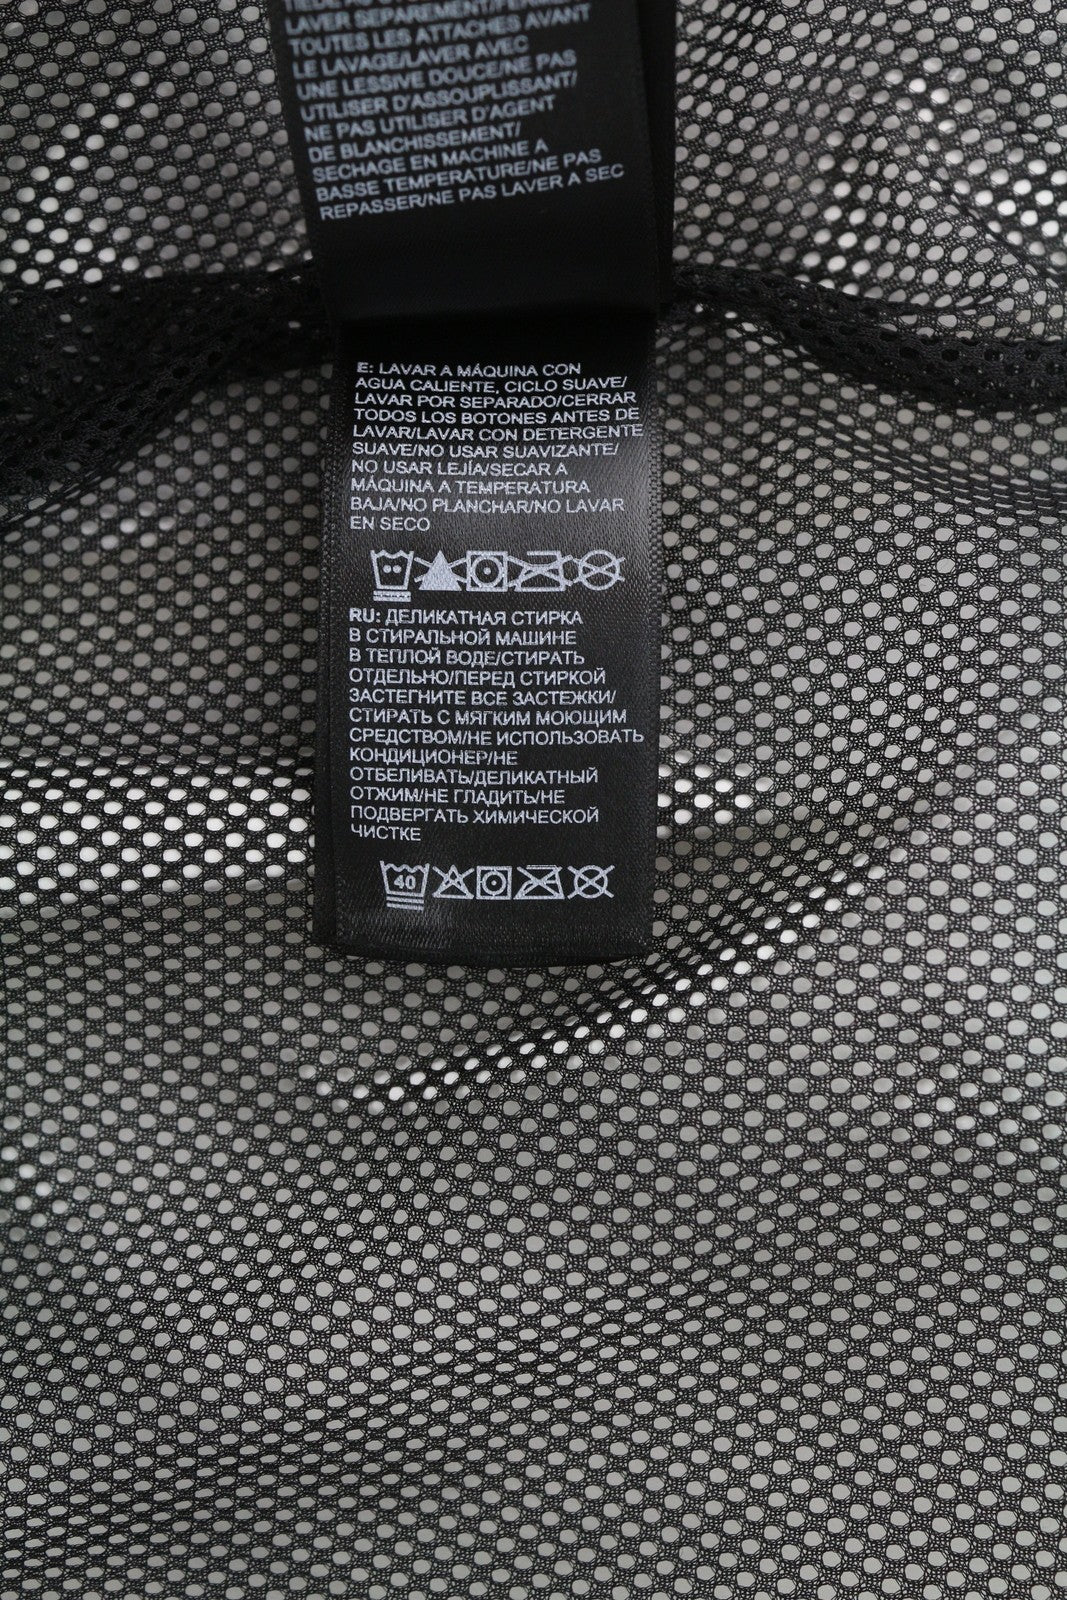 LAVER SEPAREMENT/FERMER
TOUTES LES ATTACHES AVANT
LE LAVAGE/LAVER AVEC
UNE LESSIVE DOUCE/NE PAS
UTILISER D'ASSOUPLISSANT/
NE PAS UTILISER D'AGENT
DE BLANCHISSEMENT/
SECHAGE EN MACHINE A
BASSE TEMPERATURE/NE PAS
REPASSER/NE PAS LAVER A SEC
E: LAVAR A MÁQUINA CON
AGUA CALIENTE, CICLO SUAVE/
LAVAR POR SEPARADO/CERRAR
TODOS LOS BOTONES ANTES DE
LAVAR/LAVAR CON DETERGENTE
SUAVE/NO USAR SUAVIZANTE/
NO USAR LEJÍA/SECAR A
MÁQUINA A TEMPERATURA
BAJA/NO PLANCHAR/NO LAVAR
EN SECO
RU: ДЕЛИКАТНАЯ СТИРКА
В СТИРАЛЬНОЙ МАШИНЕ
В ТЕПЛОЙ ВОДЕ/СТИРАТЬ
ОТДЕЛЬНО/ПЕРЕД СТИРКОЙ
ЗАСТЕГНИТЕ ВСЕ ЗАСТЕЖКИ/
СТИРАТЬ С МЯГКИМ МОЮЩИМ
СРЕДСТВОМ/НЕ ИСПОЛЬЗОВАТЬ
КОНДИЦИОНЕР/НЕ
ОТБЕЛИВАТЬ/ДЕЛИКАТНЫЙ
ОТЖИМ/НЕ ГЛАДИТЬ/НЕ
ПОДВЕРГАТЬ ХИМИЧЕСКОЙ
ЧИСТКЕ
40